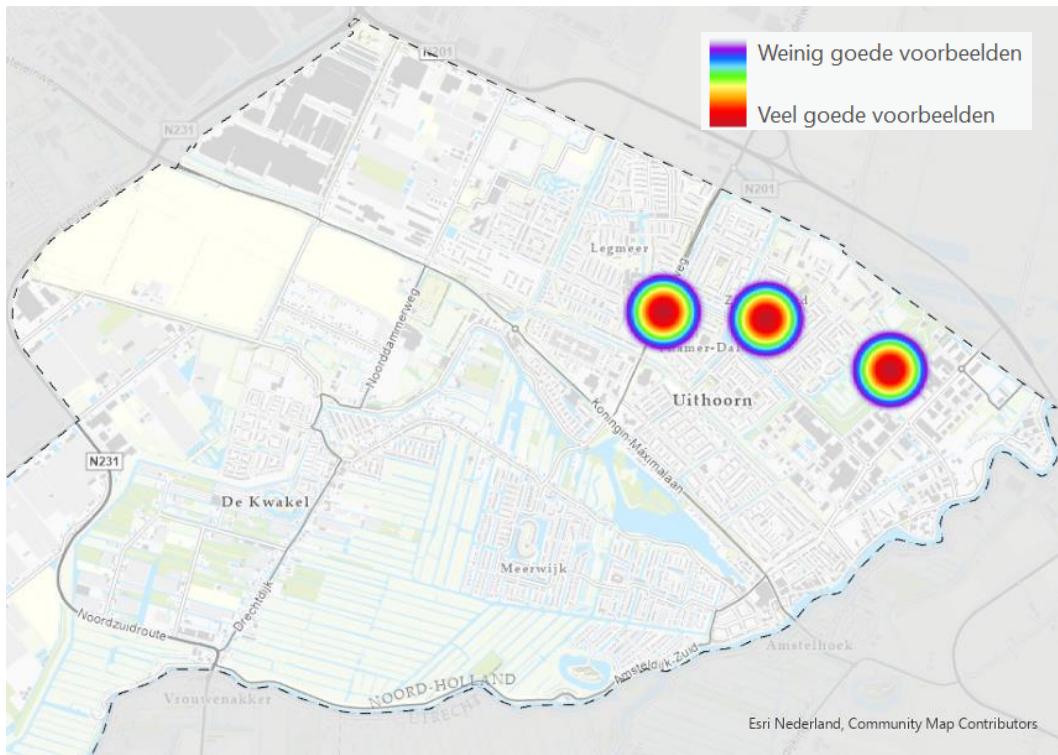 N201
Weinig goede voorbeelden
Veel goede voorbeelden
N231
N201
Legmeer
weg
Noorddammerweg
Uithoorn
Koningin-Maximalaan
N231
De Kwakel
Meerwijk
Drechtdijk
Noordzuidroute
Amsteldijk-Zuid
Amstelhoek
NOORD-HOLLAND
UTRECHT
Vrouwenakker
Esri Nederland, Community Map Contributors